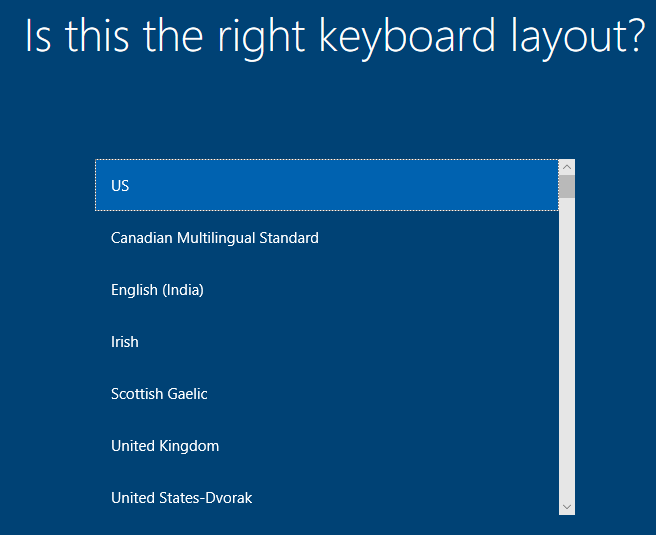 Is this the right keyboard layout?
US
Canadian Multilingual Standard
English (India)
Irish
Scottish Gaelic
United Kingdom
United States-Dvorak